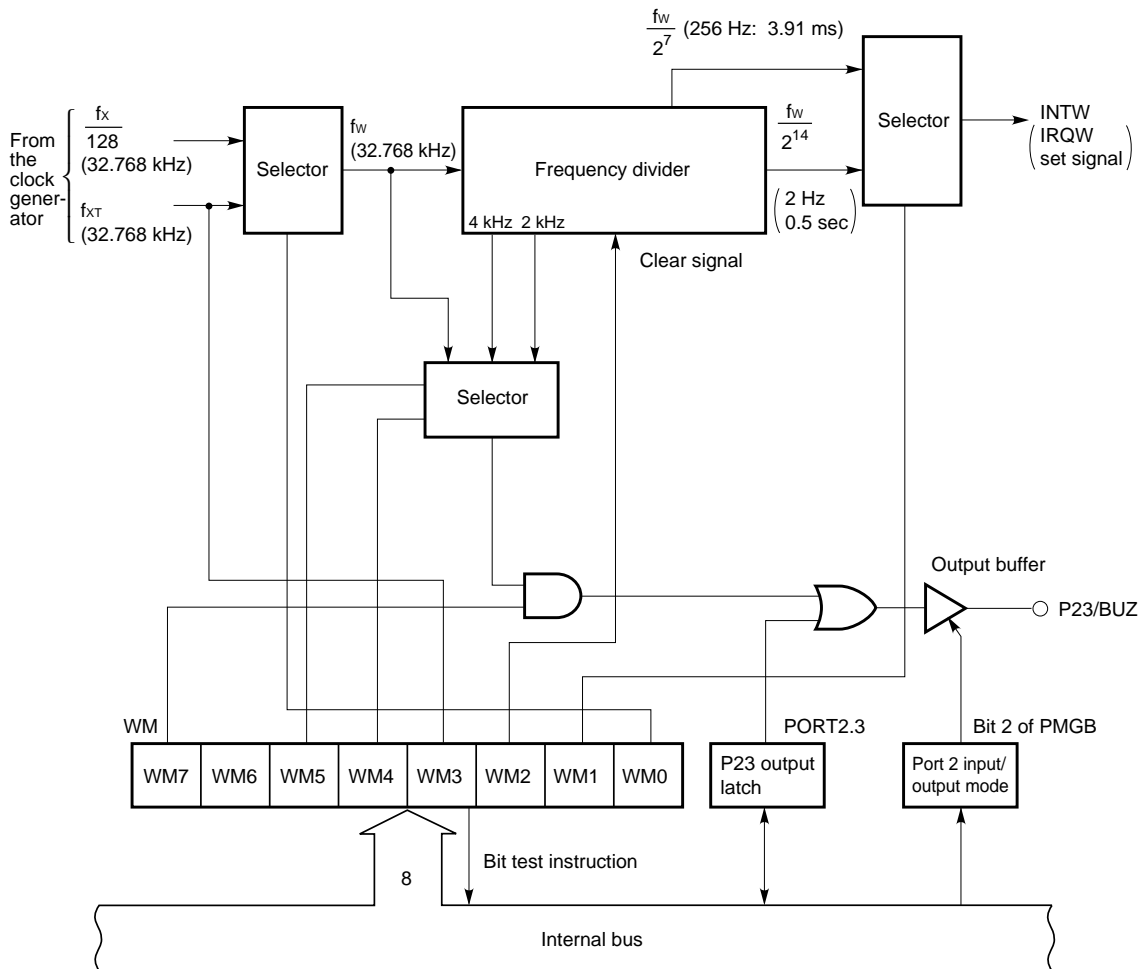 fW
2^7 (256 Hz: 3.91 ms)
From
the
clock
gener-
ator
fX
128
(32.768 kHz)
fXT
(32.768 kHz)
Selector
fW
(32.768 kHz)
Frequency divider
4 kHz 2 kHz
fW
2^14
(2 Hz
0.5 sec)
Selector
INTW
(IRQW
set signal)
Clear signal
Selector
Output buffer
P23/BUZ
WM
WM7 WM6 WM5 WM4 WM3 WM2 WM1 WM0
PORT2.3
P23 output
latch
Bit 2 of PMGB
Port 2 input/
output mode
8
Bit test instruction
Internal bus